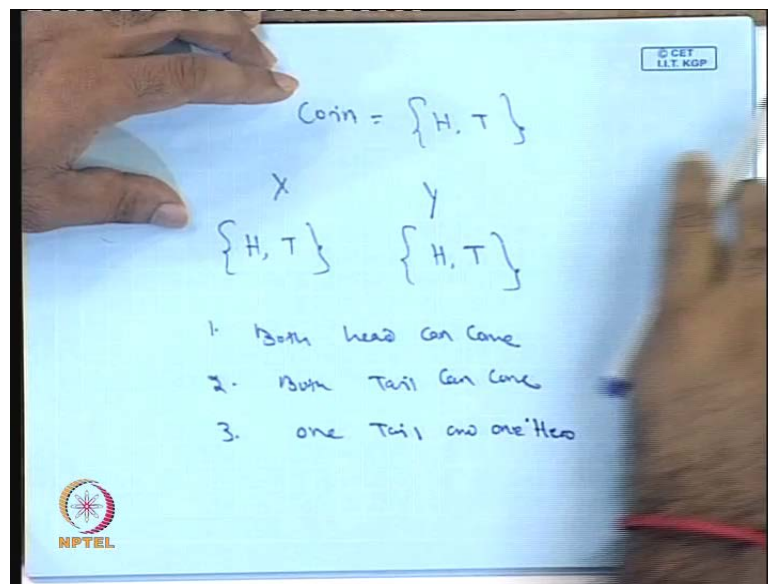 © CET
I.I.T. KGP
Coin = { H, T }
X Y
{ H, T } { H, T }
1. Both head can come
2. Both Tail can come
3. one Tail and one Head
NPTEL